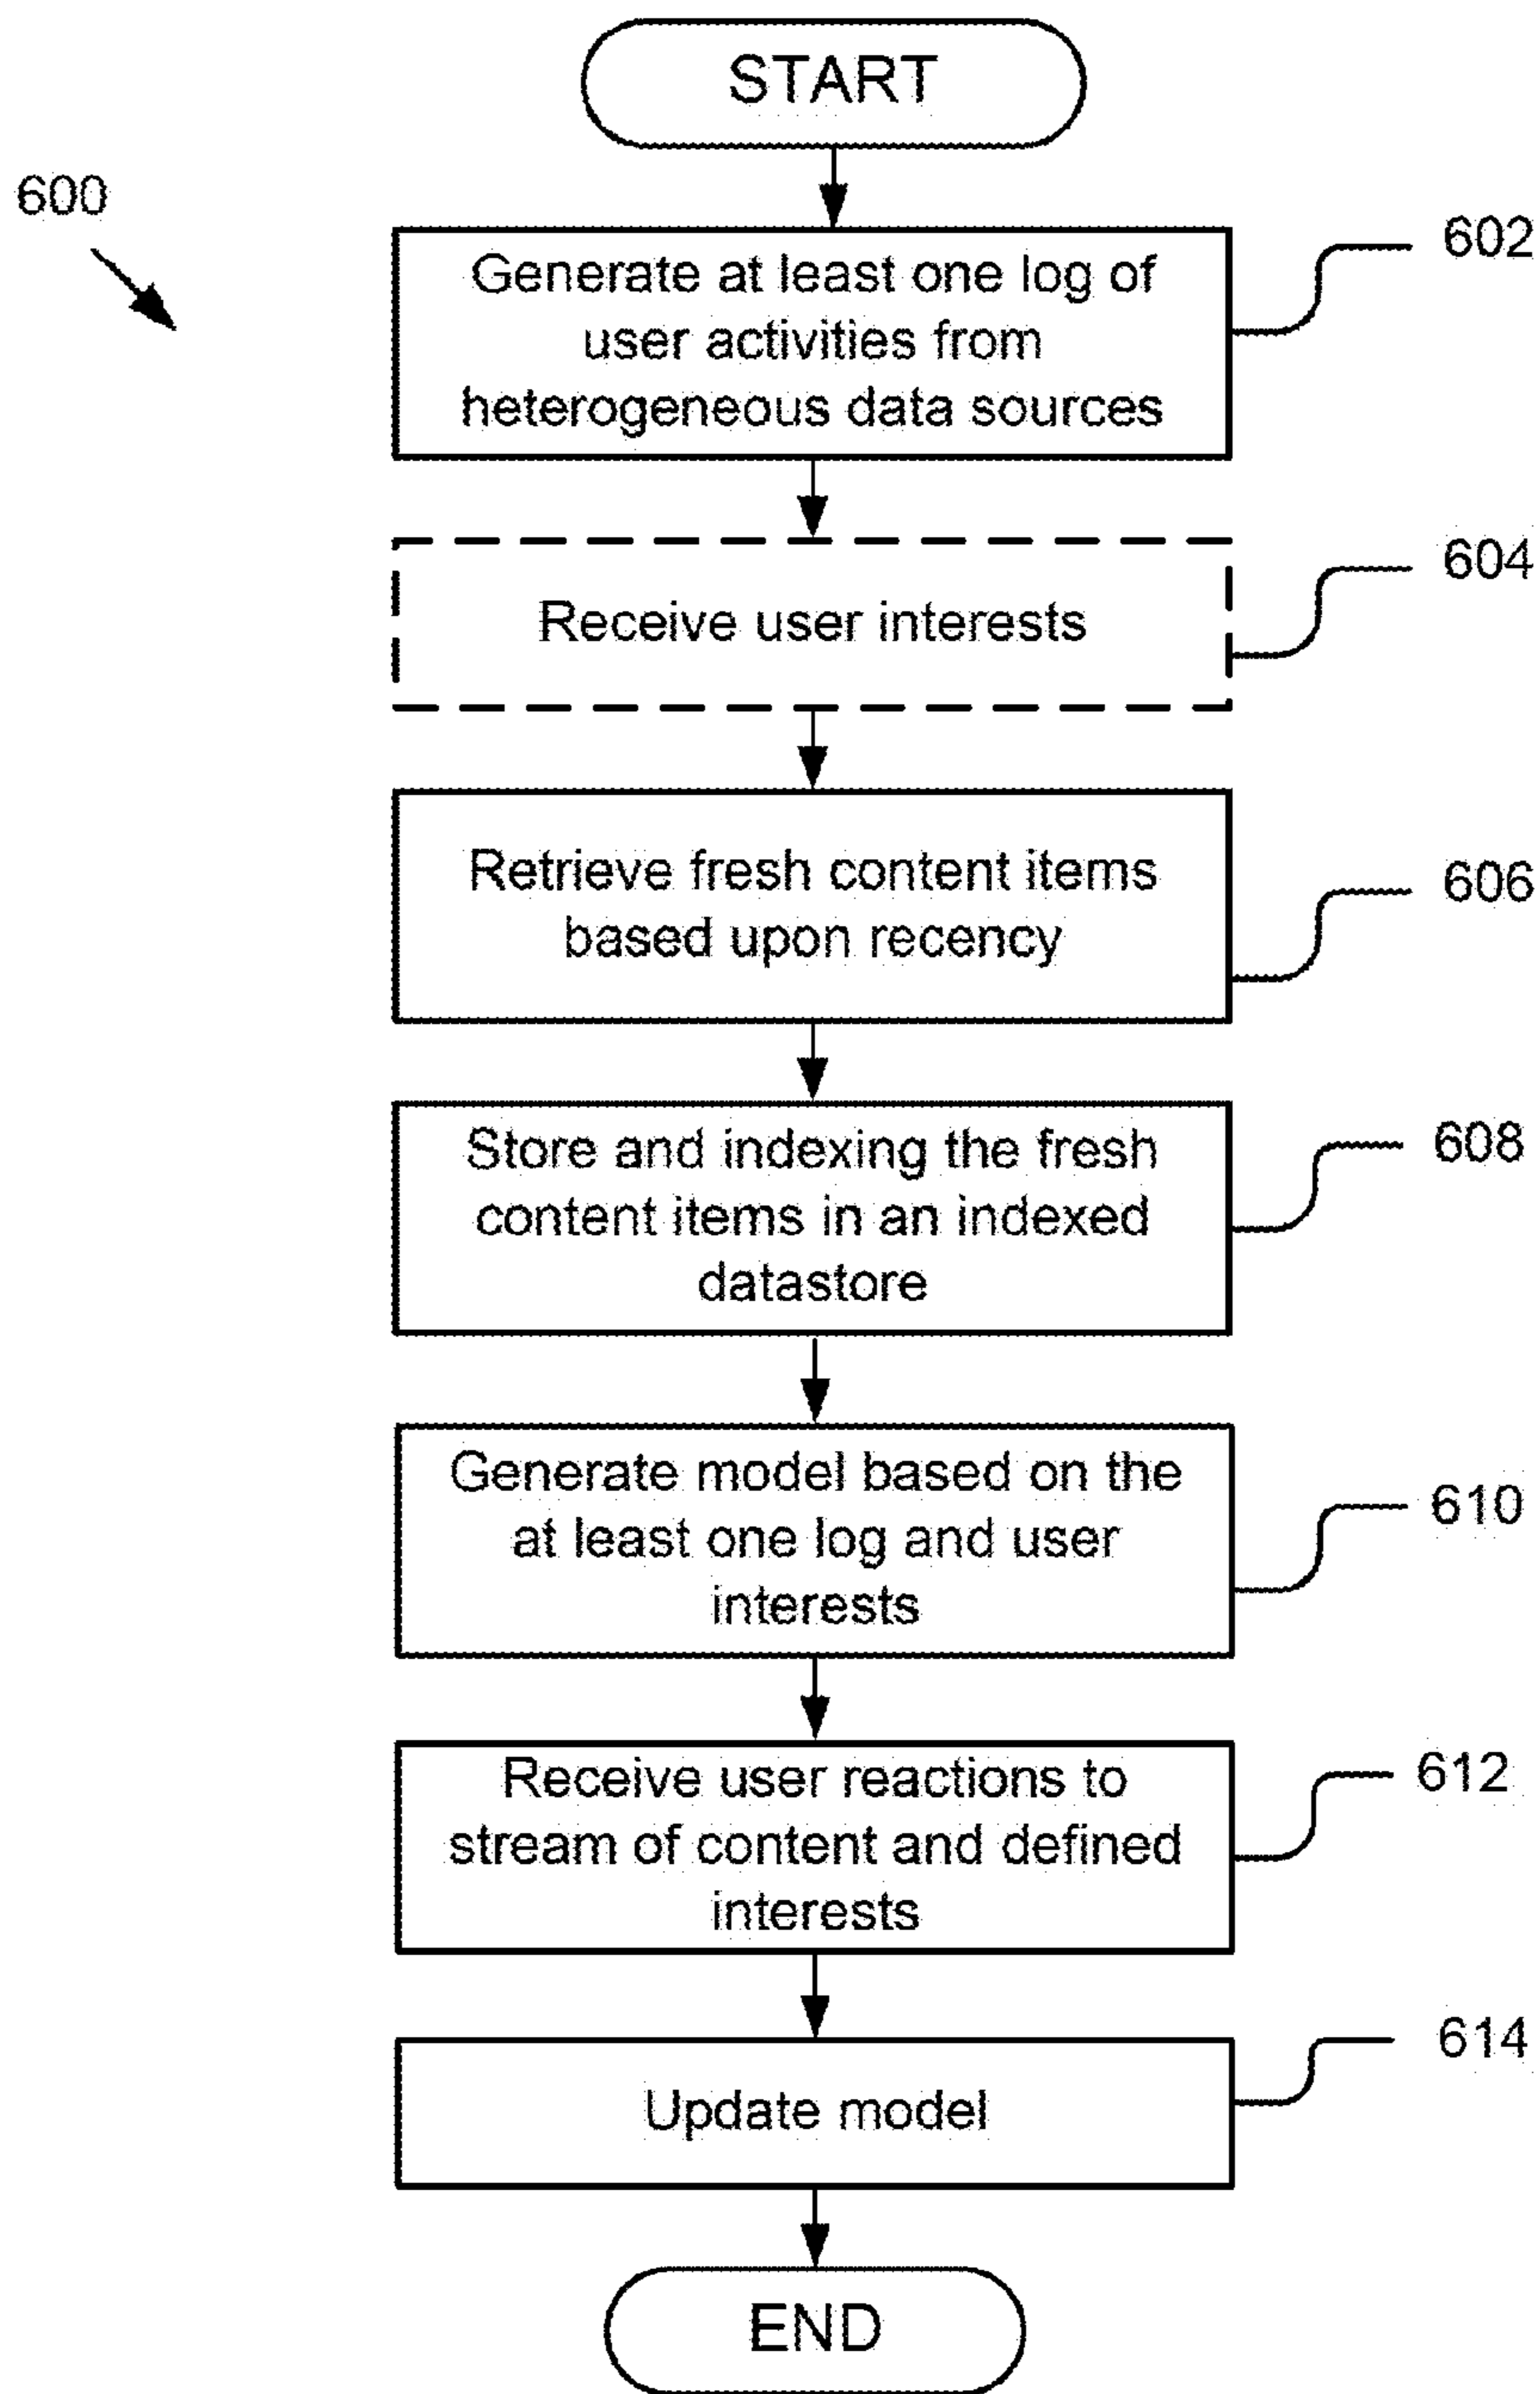 START
600
602
Generate at least one log of
user activities from
heterogeneous data sources
604
Receive user interests
606
Retrieve fresh content items
based upon recency
608
Store and indexing the fresh
content items in an indexed
datastore
610
Generate model based on the
at least one log and user
interests
612
Receive user reactions to
stream of content and defined
interests
614
Update model
END